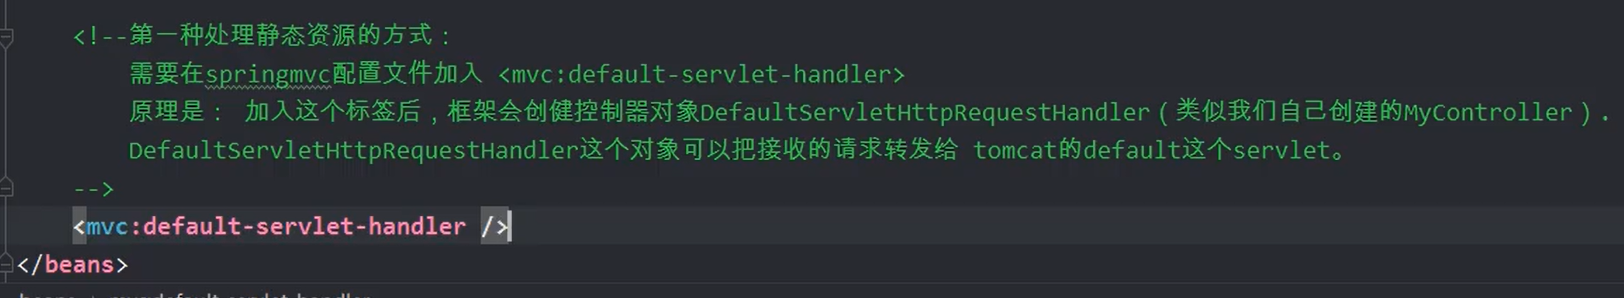 <!--第一种处理静态资源的方式：
需要在springmvc配置文件加入 <mvc:default-servlet-handler>
原理是： 加入这个标签后，框架会创健控制器对象DefaultServletHttpRequestHandler（类似我们自己创建的MyController）.
DefaultServletHttpRequestHandler这个对象可以把接收的请求转发给 tomcat的default这个servlet。
-->
<mvc:default-servlet-handler />
</beans>